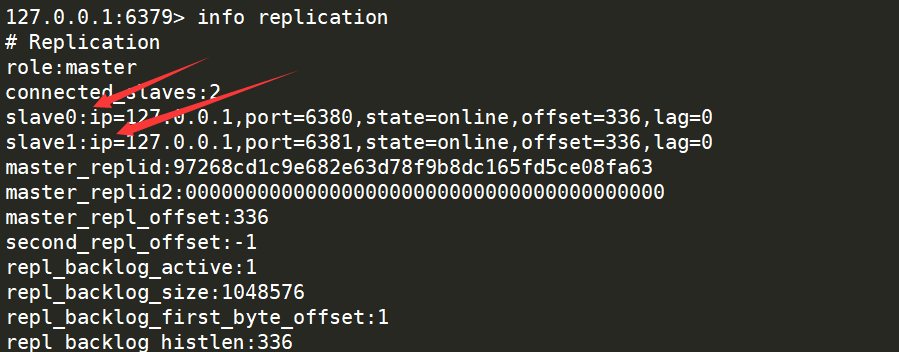 127.0.0.1:6379> info replication
# Replication
role:master
connected_slaves:2
slave0:ip=127.0.0.1,port=6380,state=online,offset=336,lag=0
slave1:ip=127.0.0.1,port=6381,state=online,offset=336,lag=0
master_replid:97268cd1c9e682e63d78f9b8dc165fd5ce08fa63
master_replid2:0000000000000000000000000000000000000000
master_repl_offset:336
second_repl_offset:-1
repl_backlog_active:1
repl_backlog_size:1048576
repl_backlog_first_byte_offset:1
repl_backlog_histlen:336